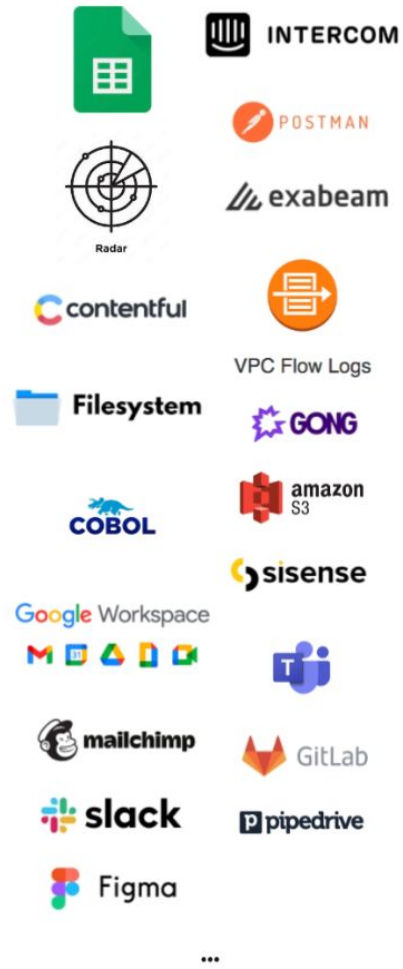 INTERCOM
POSTMAN
Radar
exabeam
contentful
VPC Flow Logs
Filesystem
GONG
amazon
S3
COBOL
sisense
Google Workspace
31
T
mailchimp
GitLab
slack
p pipedrive
Figma
...